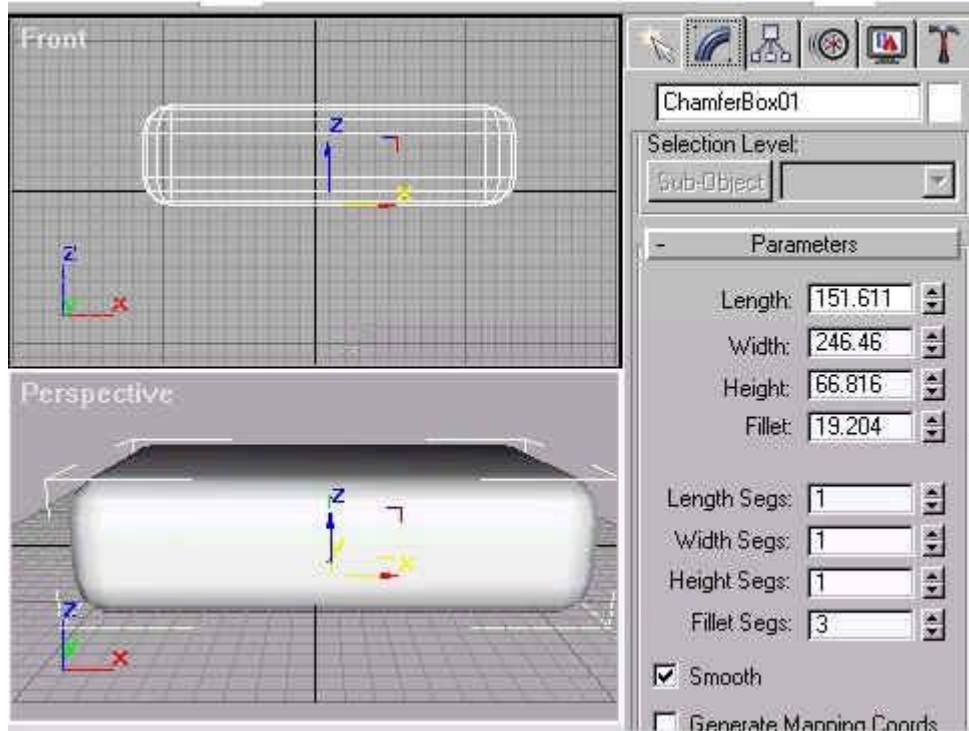 Front
Z
X
Z
X
Perspective
Z
X
Z
X
ChamferBox01
Selection Level:
Sub-Object
- Parameters
Length: 151.611
Width: 246.46
Height: 66.816
Fillet: 19.204
Length Segs: 1
Width Segs: 1
Height Segs: 1
Fillet Segs: 3
Smooth
Generate Mapping Coords